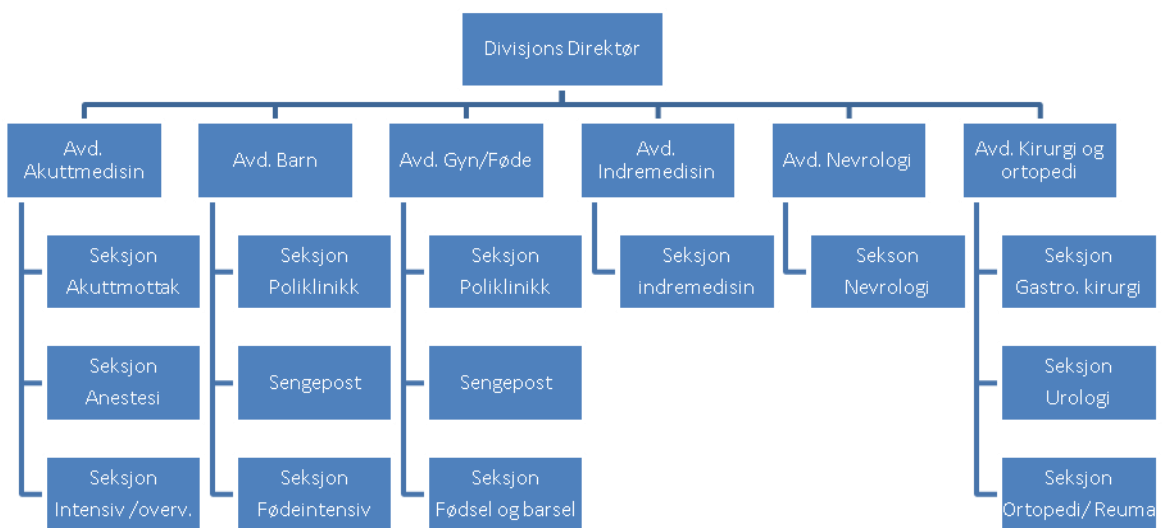 Divisjons Direktør
Avd.
Akuttmedisin
Avd. Barn
Avd. Gyn/Føde
Avd.
Indremedisin
Avd. Nevrologi
Avd. Kirurgi og
ortopedi
Seksjon
Akuttmottak
Seksjon
Poliklinikk
Seksjon
Poliklinikk
Seksjon
indremedisin
Sekson
Nevrologi
Seksjon
Gastro. kirurgi
Seksjon
Anestesi
Sengepost
Sengepost
Seksjon
Urologi
Seksjon
Intensiv /overv.
Seksjon
Fødeintensiv
Seksjon
Fødsel og barsel
Seksjon
Ortopedi/ Reuma